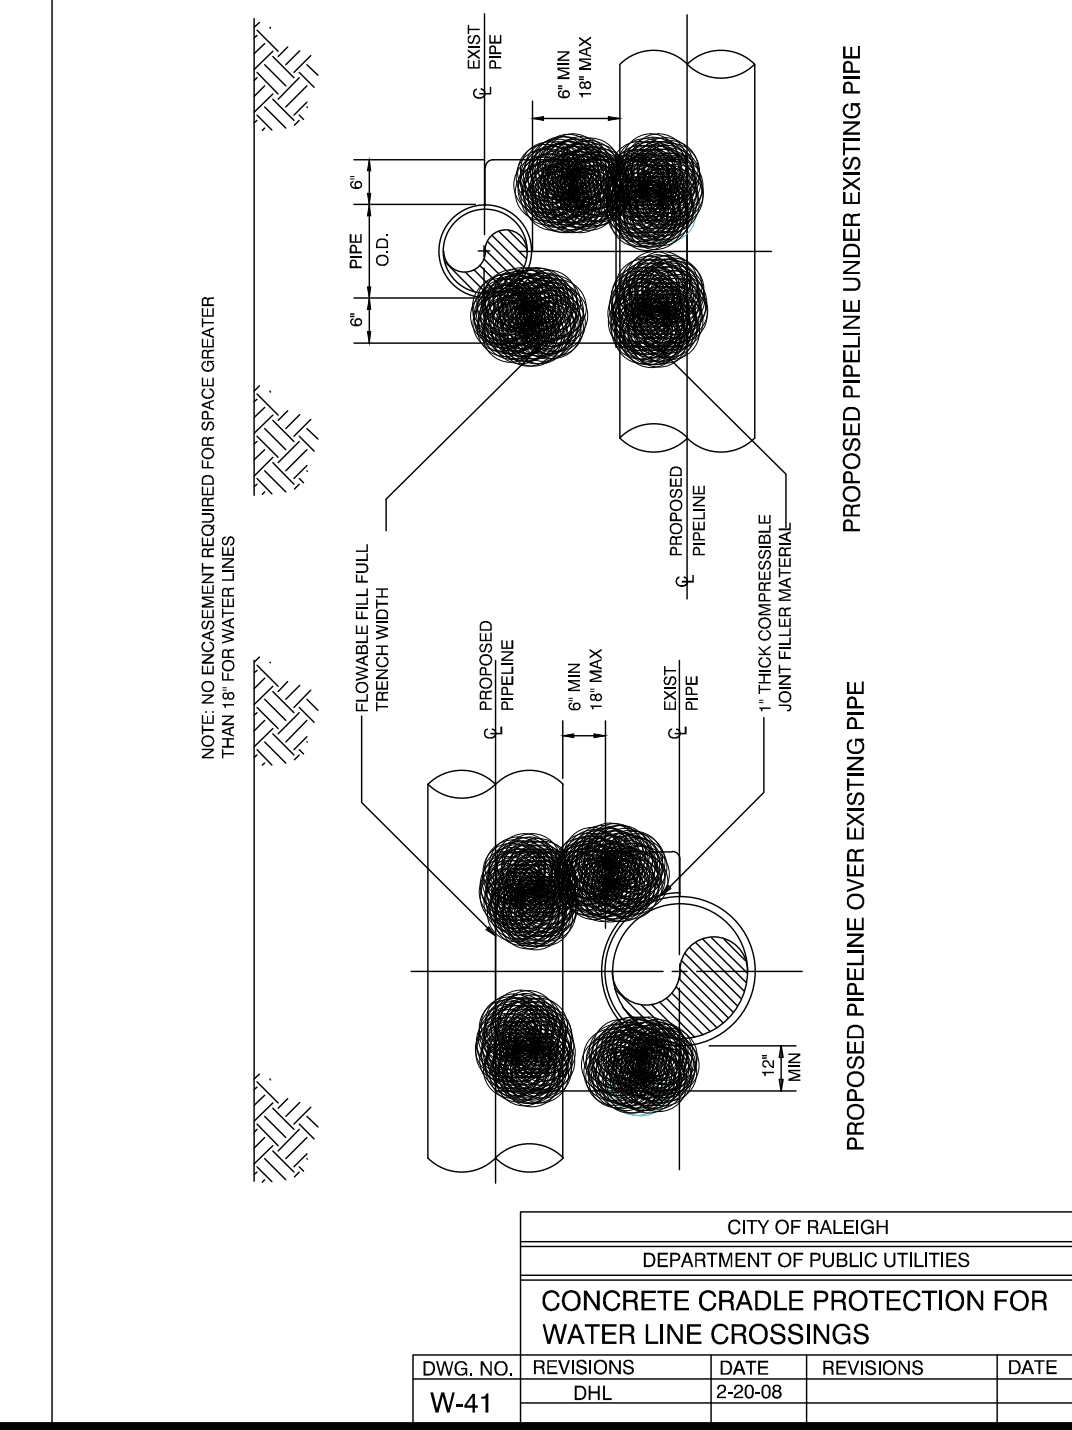 NOTE: NO ENCASEMENT REQUIRED FOR SPACE GREATER
THAN 18" FOR WATER LINES
FLOWABLE FILL FULL
TRENCH WIDTH
℄ PROPOSED
PIPELINE
6" MIN
18" MAX
℄ EXIST
PIPE
1" THICK COMPRESSIBLE
JOINT FILLER MATERIAL
12"
MIN
PROPOSED PIPELINE OVER EXISTING PIPE
6"
PIPE
O.D.
6"
℄ EXIST
PIPE
6" MIN
18" MAX
℄ PROPOSED
PIPELINE
PROPOSED PIPELINE UNDER EXISTING PIPE
CITY OF RALEIGH
DEPARTMENT OF PUBLIC UTILITIES
CONCRETE CRADLE PROTECTION FOR
WATER LINE CROSSINGS
DWG. NO. REVISIONS DATE REVISIONS DATE
W-41 DHL 2-20-08